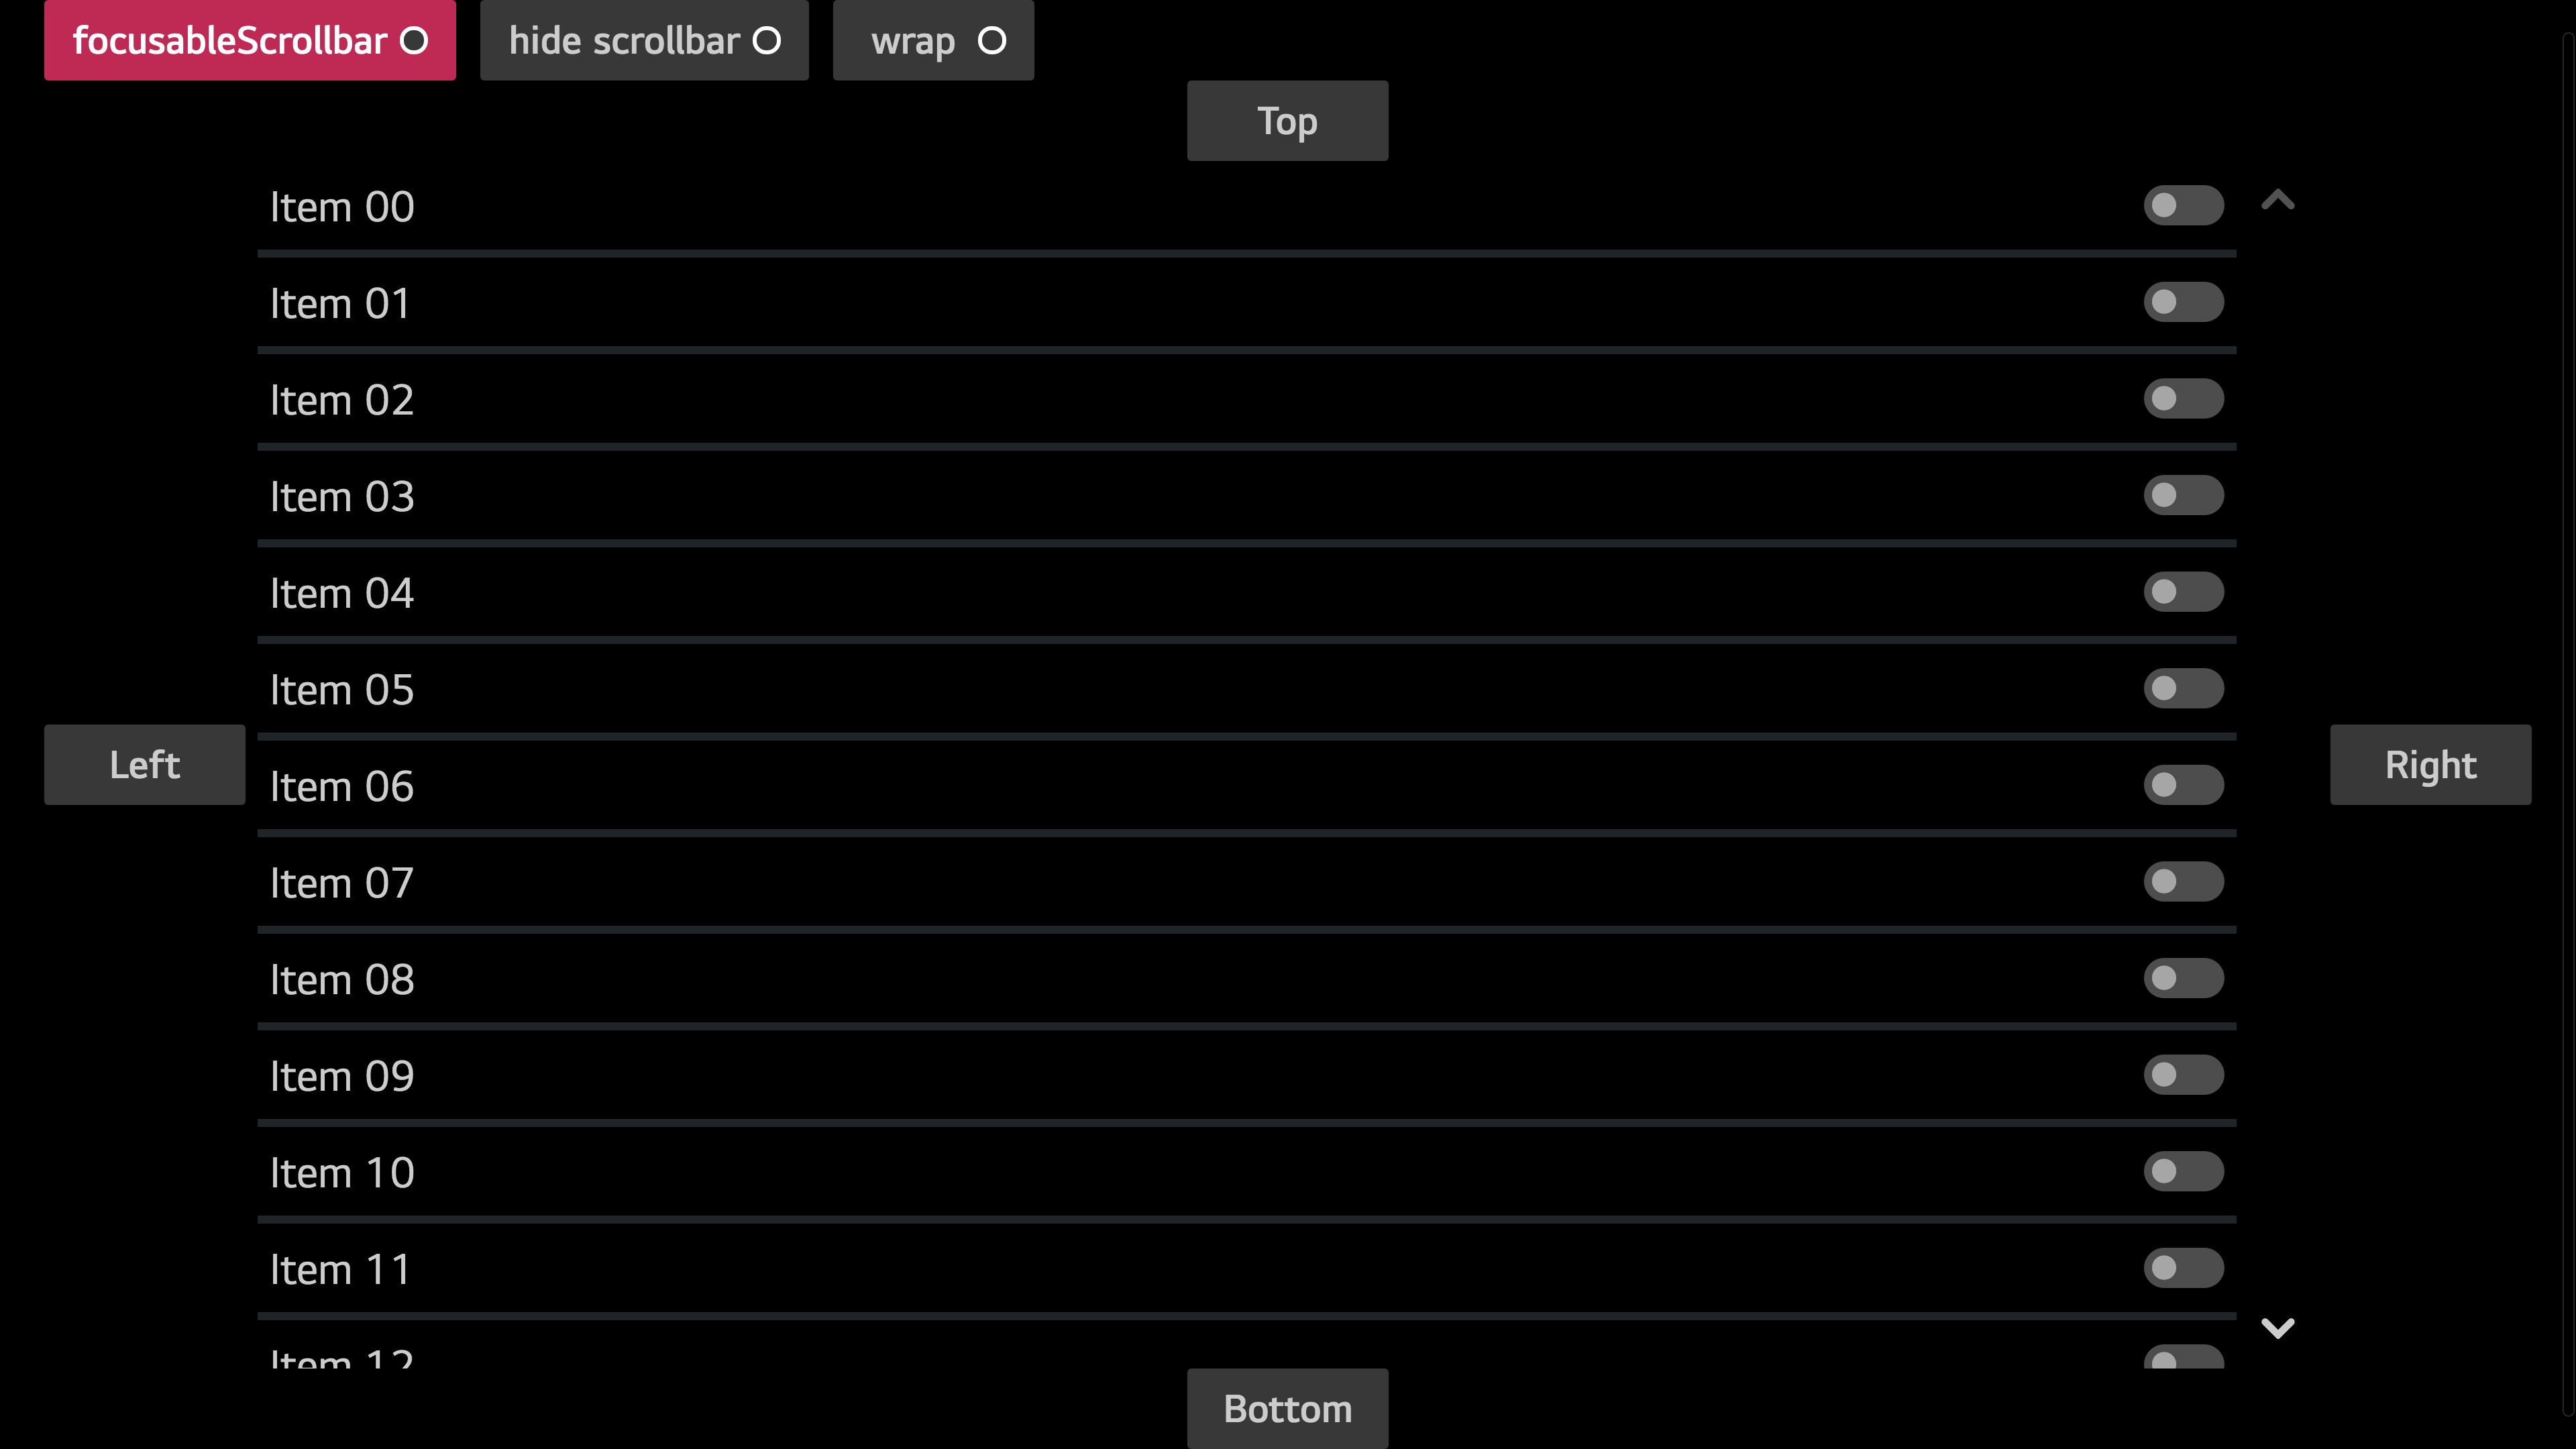 focusableScrollbar hide scrollbar wrap
Top
Item 00
Item 01
Item 02
Item 03
Item 04
Item 05
Left
Item 06
Right
Item 07
Item 08
Item 09
Item 10
Item 11
Item 12
Bottom